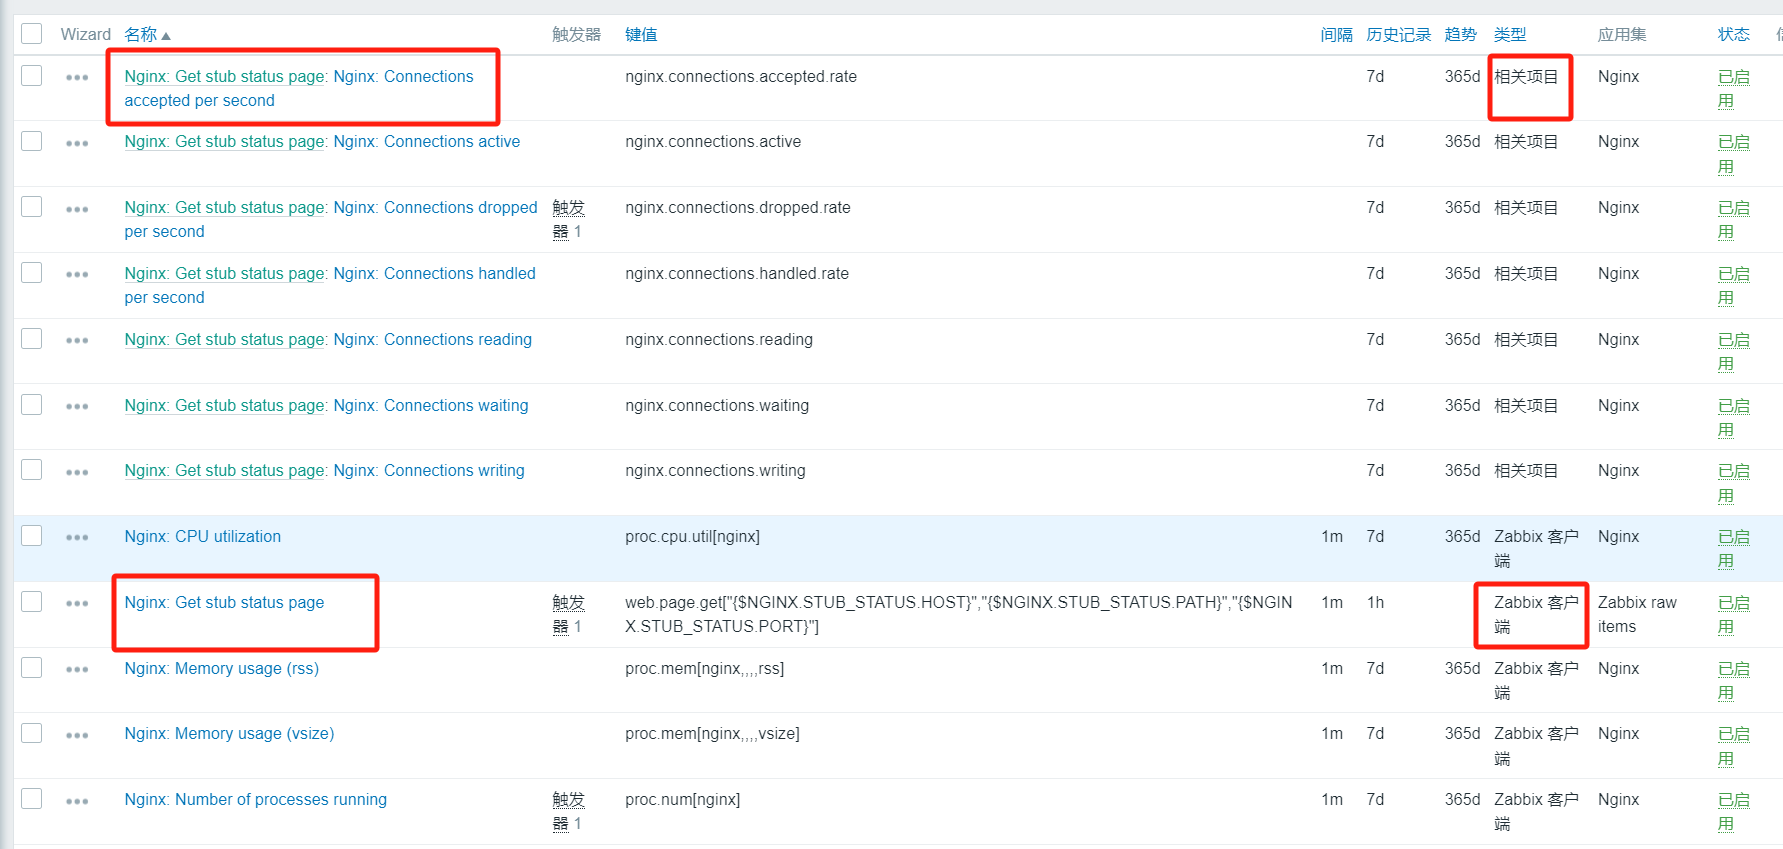 Wizard 名称▲ 触发器 键值 间隔 历史记录 趋势 类型 应用集 状态
Nginx: Get stub status page: Nginx: Connections accepted per second nginx.connections.accepted.rate 7d 365d 相关项目 Nginx 已启用
Nginx: Get stub status page: Nginx: Connections active nginx.connections.active 7d 365d 相关项目 Nginx 已启用
Nginx: Get stub status page: Nginx: Connections dropped per second 触发器 1 nginx.connections.dropped.rate 7d 365d 相关项目 Nginx 已启用
Nginx: Get stub status page: Nginx: Connections handled per second nginx.connections.handled.rate 7d 365d 相关项目 Nginx 已启用
Nginx: Get stub status page: Nginx: Connections reading nginx.connections.reading 7d 365d 相关项目 Nginx 已启用
Nginx: Get stub status page: Nginx: Connections waiting nginx.connections.waiting 7d 365d 相关项目 Nginx 已启用
Nginx: Get stub status page: Nginx: Connections writing nginx.connections.writing 7d 365d 相关项目 Nginx 已启用
Nginx: CPU utilization proc.cpu.util[nginx] 1m 7d 365d Zabbix 客户端 Nginx 已启用
Nginx: Get stub status page 触发器 1 web.page.get["{$NGINX.STUB_STATUS.HOST}","{$NGINX.STUB_STATUS.PATH}","{$NGINX.STUB_STATUS.PORT}"] 1m 1h Zabbix 客户端 Zabbix raw items 已启用
Nginx: Memory usage (rss) proc.mem[nginx,,,,rss] 1m 7d 365d Zabbix 客户端 Nginx 已启用
Nginx: Memory usage (vsize) proc.mem[nginx,,,,vsize] 1m 7d 365d Zabbix 客户端 Nginx 已启用
Nginx: Number of processes running 触发器 1 proc.num[nginx] 1m 7d 365d Zabbix 客户端 Nginx 已启用